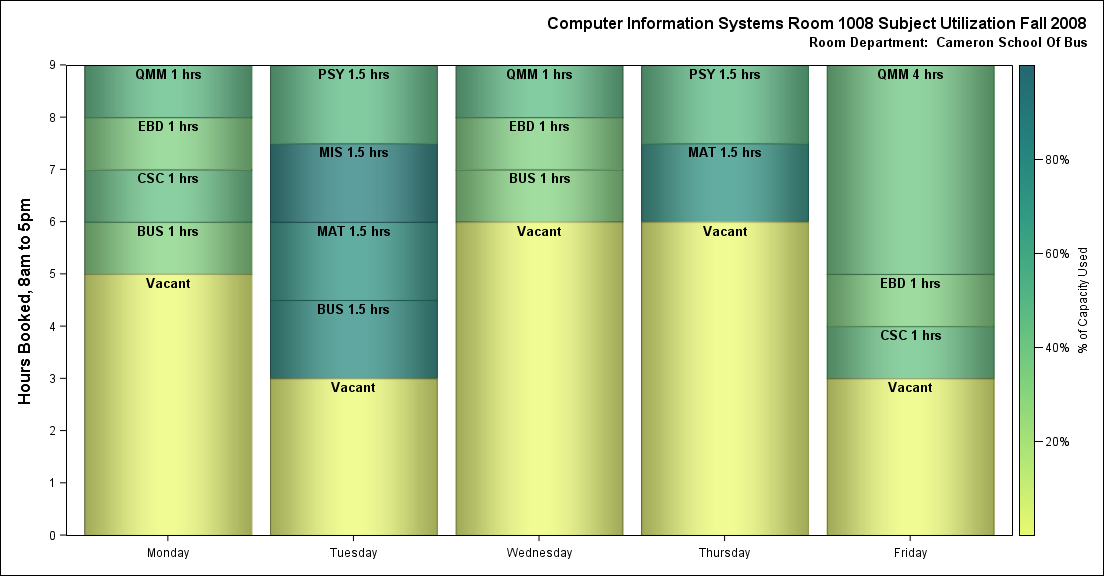 Computer Information Systems Room 1008 Subject Utilization Fall 2008
Room Department:  Cameron School Of Bus
Hours Booked, 8am to 5pm
9
8
7
6
5
4
3
2
1
0
QMM 1 hrs
EBD 1 hrs
CSC 1 hrs
BUS 1 hrs
Vacant
Monday
PSY 1.5 hrs
MIS 1.5 hrs
MAT 1.5 hrs
BUS 1.5 hrs
Vacant
Tuesday
QMM 1 hrs
EBD 1 hrs
BUS 1 hrs
Vacant
Wednesday
PSY 1.5 hrs
MAT 1.5 hrs
Vacant
Thursday
QMM 4 hrs
EBD 1 hrs
CSC 1 hrs
Vacant
Friday
80%
60%
40%
20%
% of Capacity Used